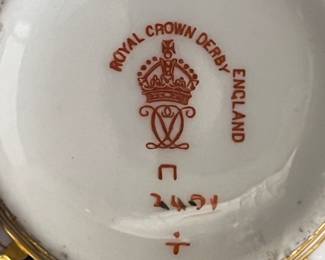 ROYAL CROWN DERBY
ENGLAND
2451